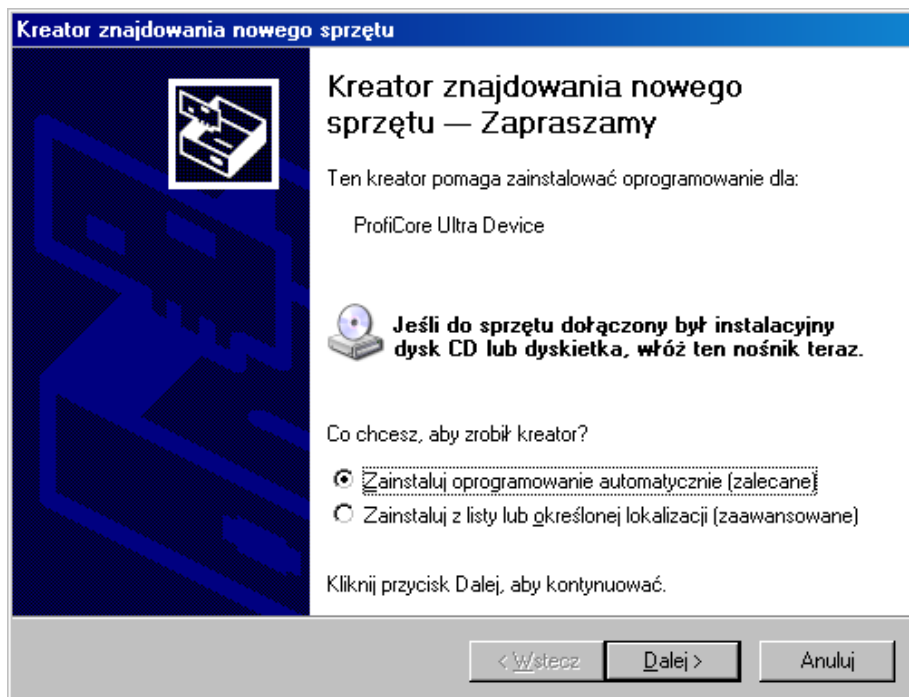 Kreator znajdowania nowego sprzętu
Kreator znajdowania nowego
sprzętu — Zapraszamy
Ten kreator pomaga zainstalować oprogramowanie dla:
ProfiCore Ultra Device
Jeśli do sprzętu dołączony był instalacyjny
dysk CD lub dyskietka, włóż ten nośnik teraz.
Co chcesz, aby zrobił kreator?
Zainstaluj oprogramowanie automatycznie (zalecane)
Zainstaluj z listy lub określonej lokalizacji (zaawansowane)
Kliknij przycisk Dalej, aby kontynuować.
< Wstecz Dalej > Anuluj